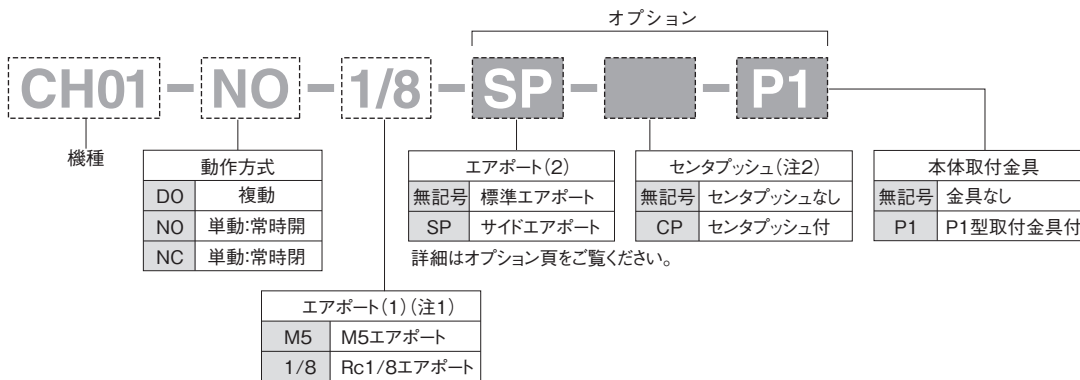 オプション
CH01-NO-1/8-SP- -P1
機種
動作方式
DO 複動
NO 単動:常時開
NC 単動:常時閉
エアポート(2)
無記号 標準エアポート
SP サイドエアポート
詳細はオプション頁をご覧ください。
センタプッシュ(注2)
無記号 センタプッシュなし
CP センタプッシュ付
本体取付金具
無記号 金具なし
P1 P1型取付金具付
エアポート(1)(注1)
M5 M5エアポート
1/8 Rc1/8エアポート